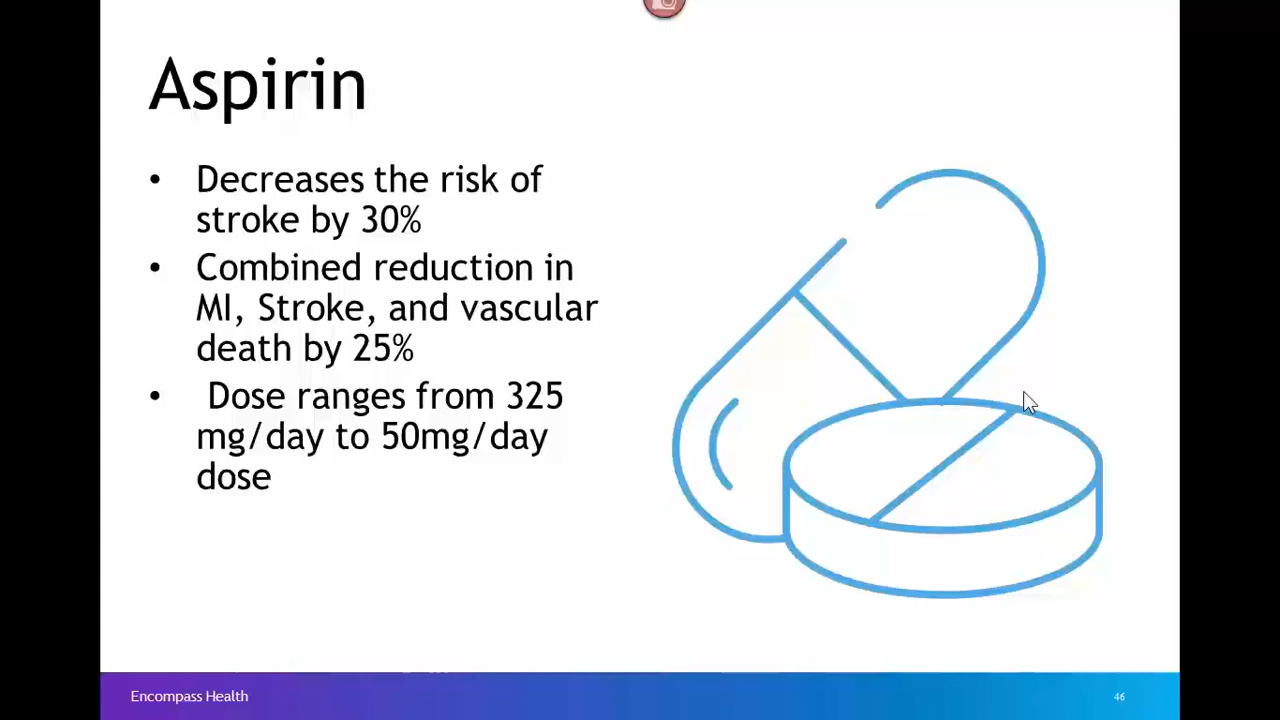 Aspirin
• Decreases the risk of
stroke by 30%
• Combined reduction in
MI, Stroke, and vascular
death by 25%
• Dose ranges from 325
mg/day to 50mg/day
dose
Encompass Health
46